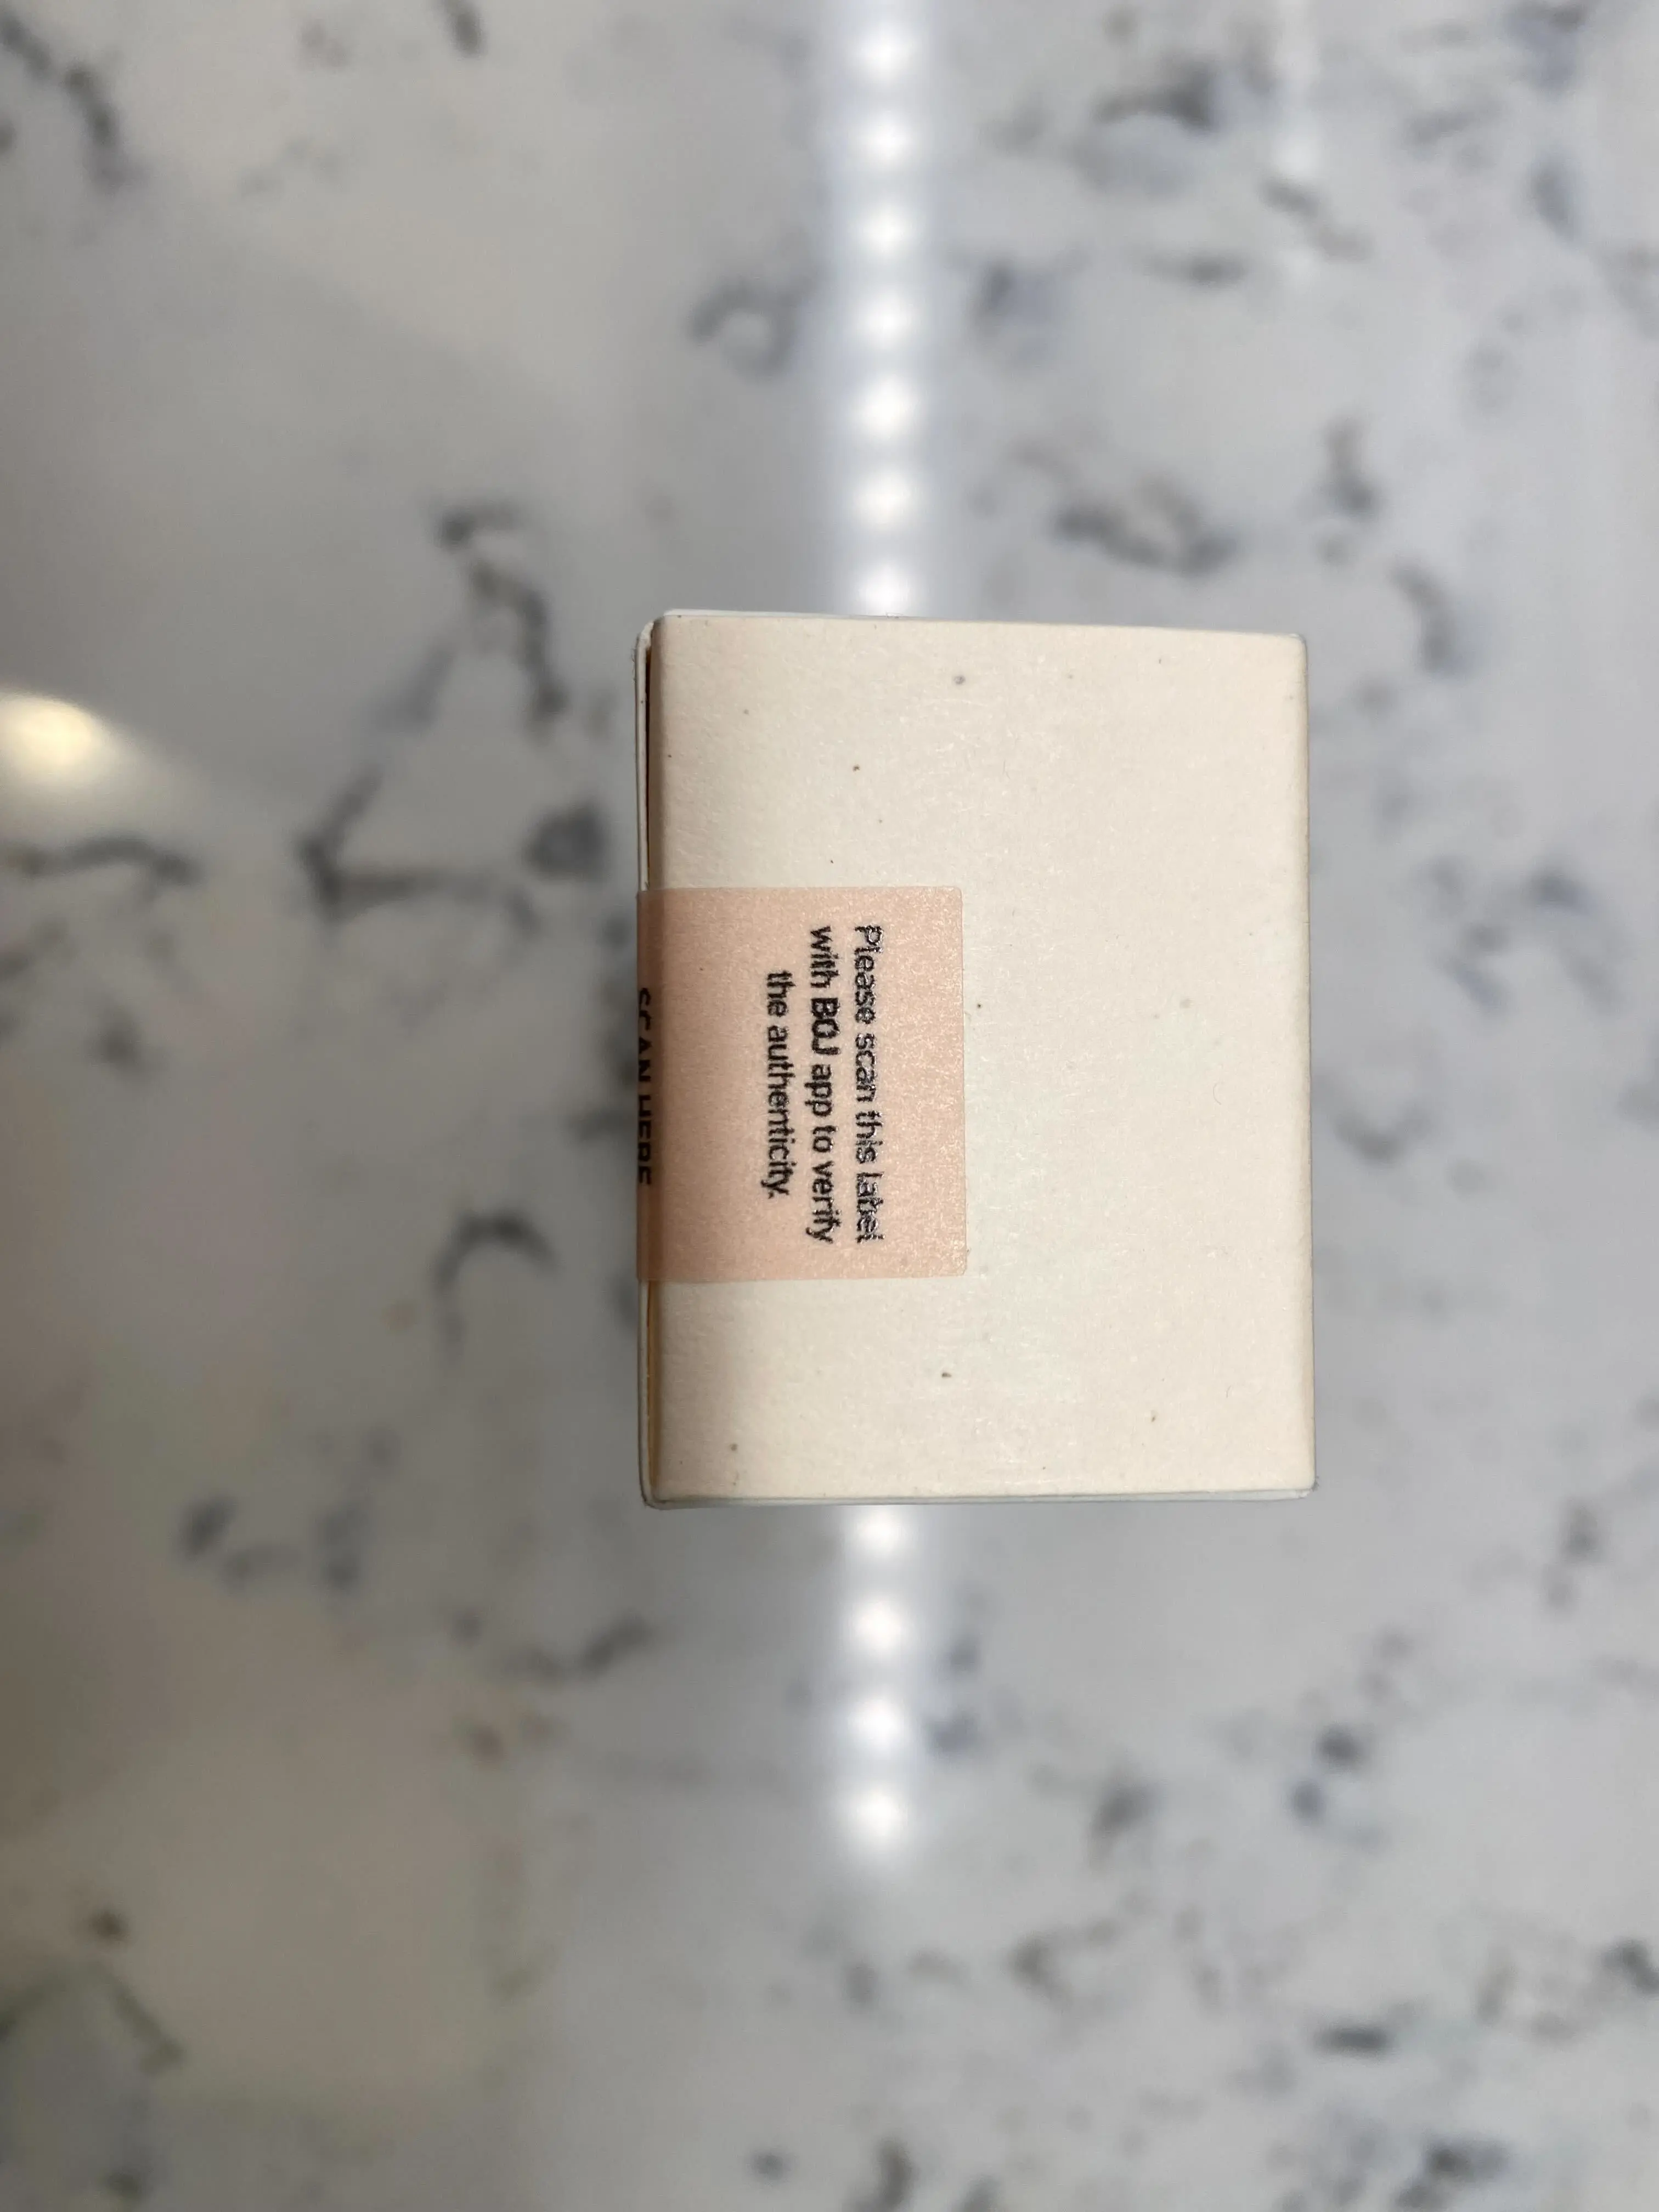 Please scan this label
with BOJ app to verify
the authenticity.
SCAN HERE